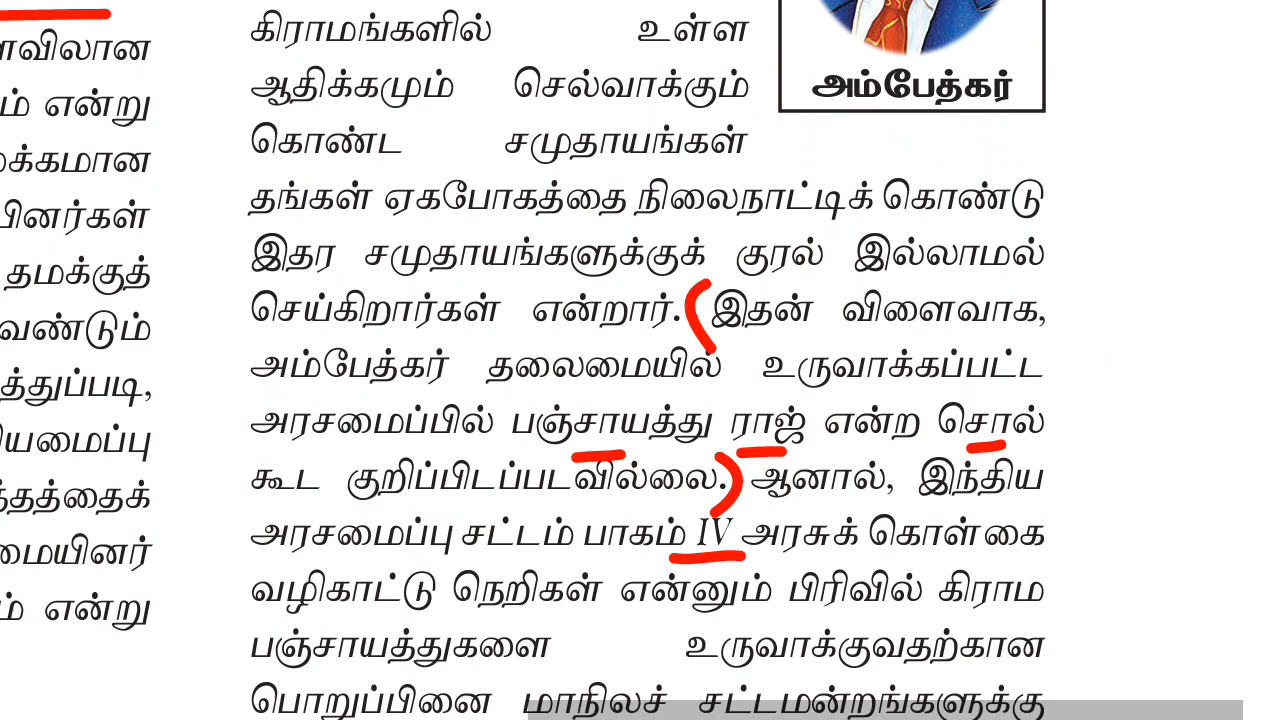 ம் என்று
தமக்குத்
ம் என்று
கிராமங்களில் உள்ள
ஆதிக்கமும் செல்வாக்கும்
கொண்ட சமுதாயங்கள்
தங்கள் ஏகபோகத்தை நிலைநாட்டிக் கொண்டு
இதர சமுதாயங்களுக்குக் குரல் இல்லாமல்
செய்கிறார்கள் என்றார். இதன் விளைவாக,
அம்பேத்கர் தலைமையில் உருவாக்கப்பட்ட
அரசமைப்பில் பஞ்சாயத்து ராஜ் என்ற சொல்
கூட குறிப்பிடப்படவில்லை. ஆனால், இந்திய
அரசமைப்பு சட்டம் பாகம் IV அரசுக் கொள்கை
வழிகாட்டு நெறிகள் என்னும் பிரிவில் கிராம
பஞ்சாயத்துகளை உருவாக்குவதற்கான
பொறுப்பினை மாநிலச் சட்டமன்றங்களுக்கு
அம்பேத்கர்